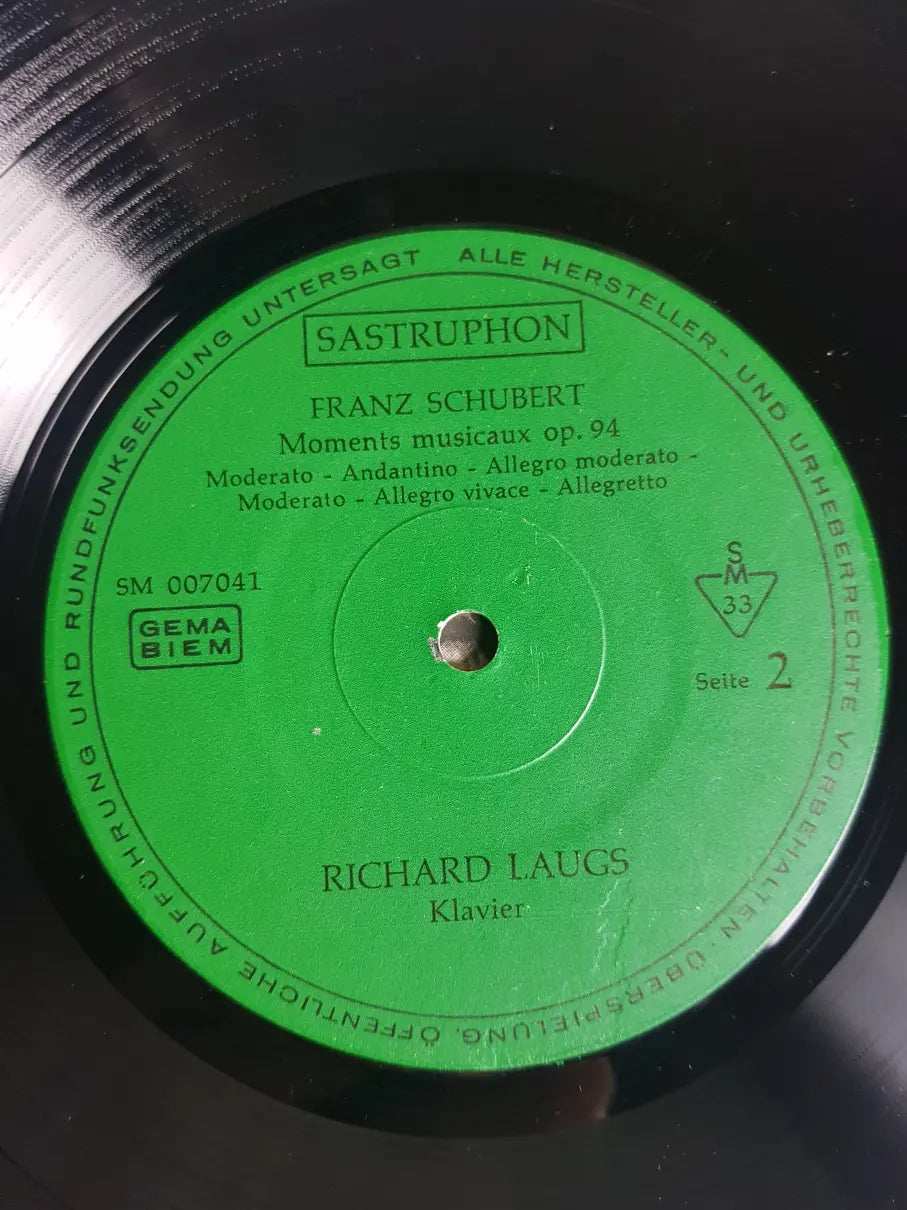 ALLE HERSTELLER- UND URHEBERRECHTE VORBEHALTEN · ÜBERSPIELUNG, ÖFFENTLICHE AUFFÜHRUNG UND RUNDFUNKSENDUNG UNTERSAGT
SASTRUPHON
FRANZ SCHUBERT
Moments musicaux op. 94
Moderato - Andantino - Allegro moderato -
Moderato - Allegro vivace - Allegretto
SM 007041
GEMA
BIEM
S
M
33
Seite 2
RICHARD LAUGS
Klavier